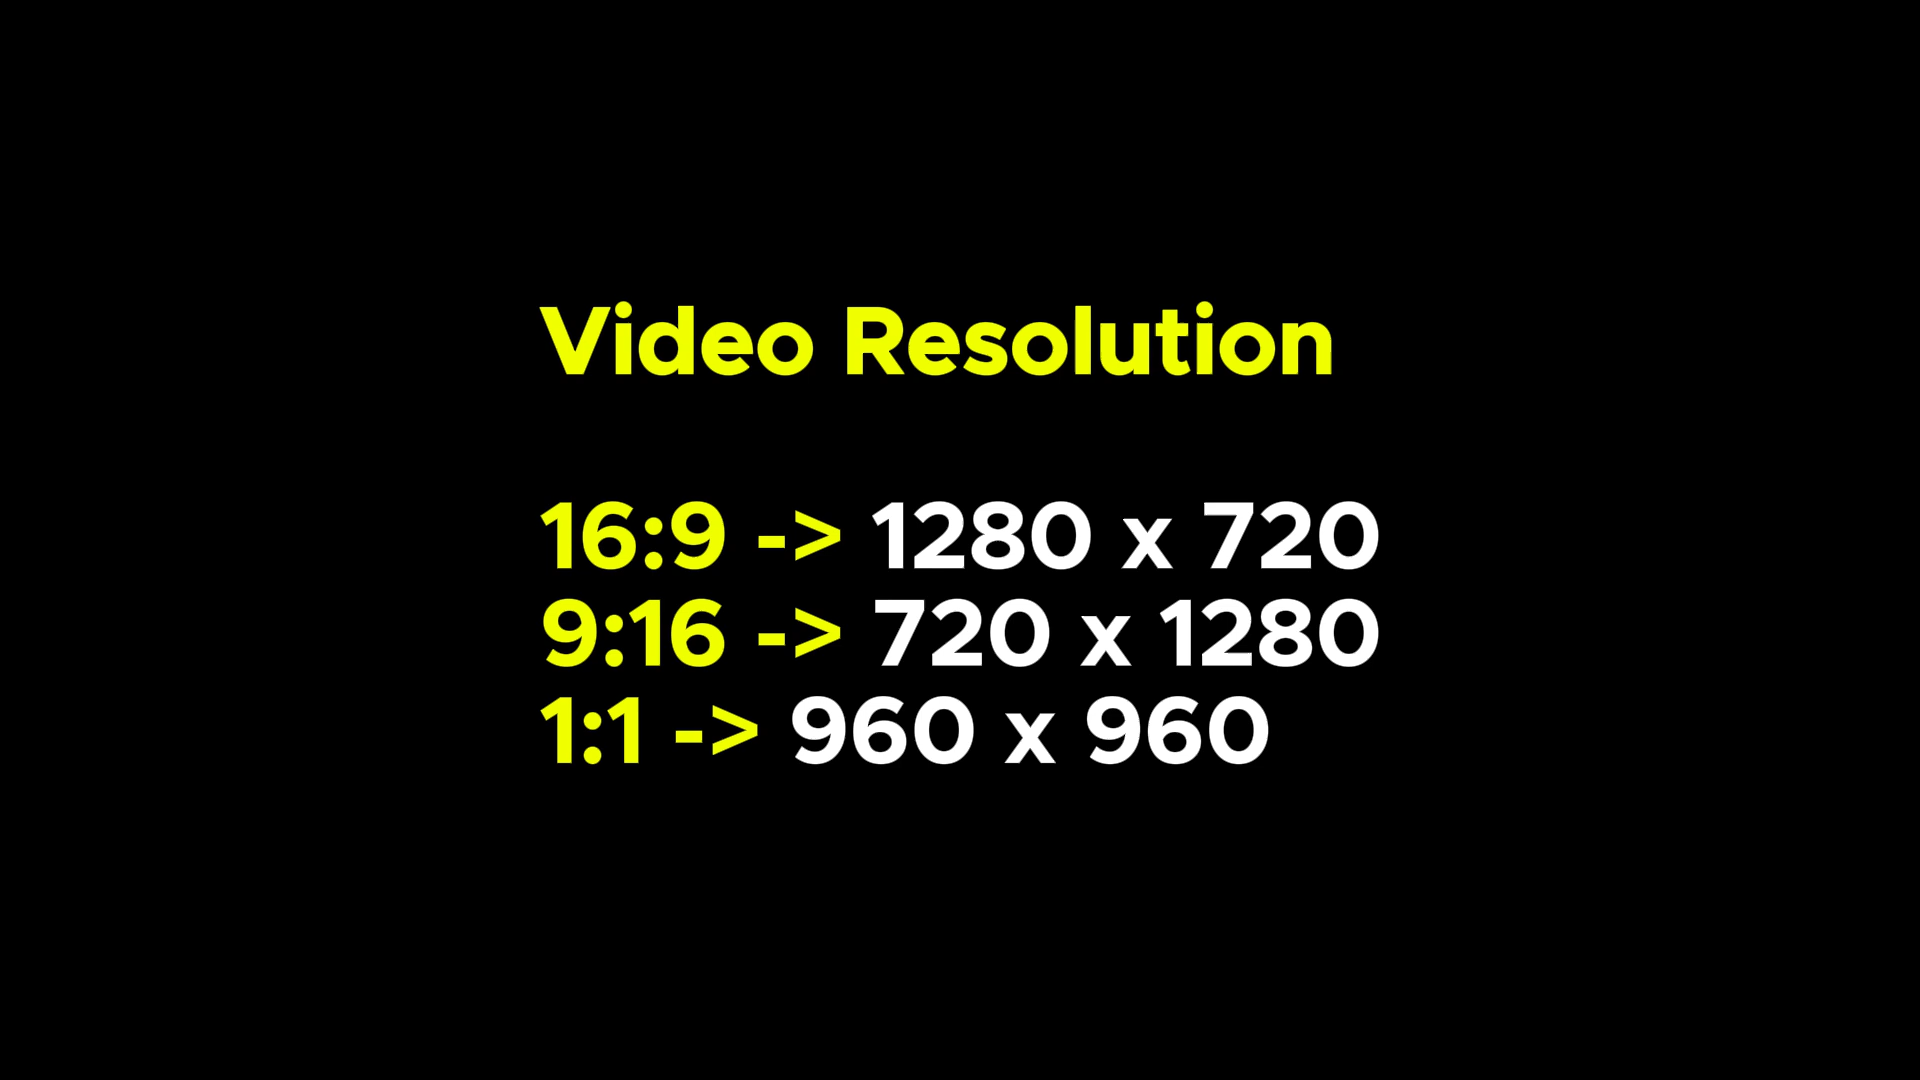 Video Resolution
16:9 -> 1280 x 720
9:16 -> 720 x 1280
1:1 -> 960 x 960